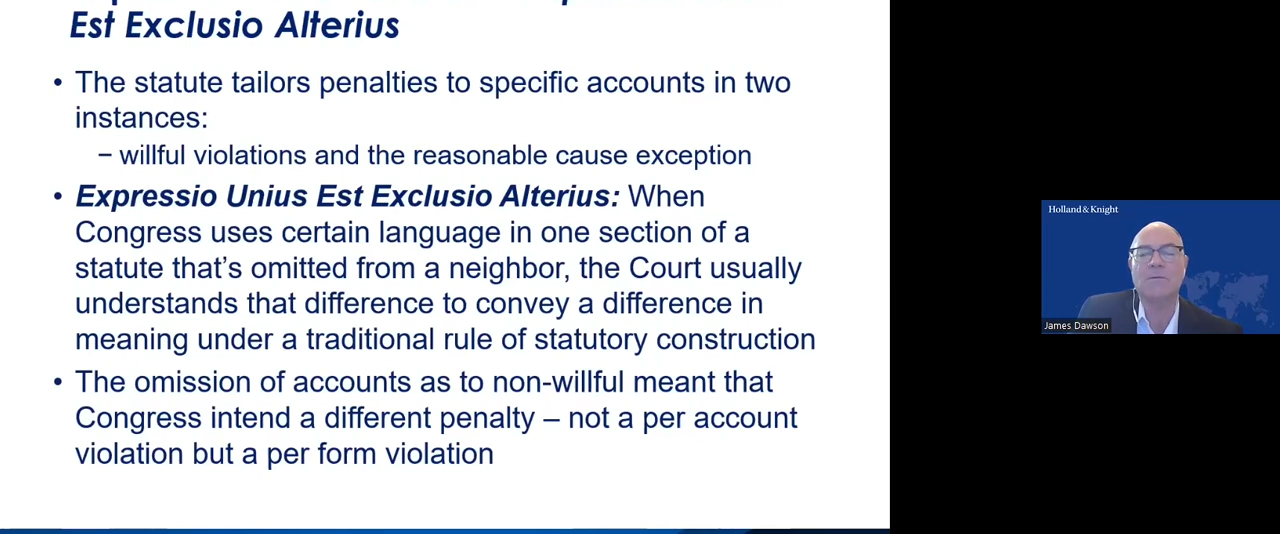 Est Exclusio Alterius
• The statute tailors penalties to specific accounts in two
instances:
– willful violations and the reasonable cause exception
• Expressio Unius Est Exclusio Alterius: When
Congress uses certain language in one section of a
statute that's omitted from a neighbor, the Court usually
understands that difference to convey a difference in
meaning under a traditional rule of statutory construction
• The omission of accounts as to non-willful meant that
Congress intend a different penalty – not a per account
violation but a per form violation
Holland & Knight
James Dawson